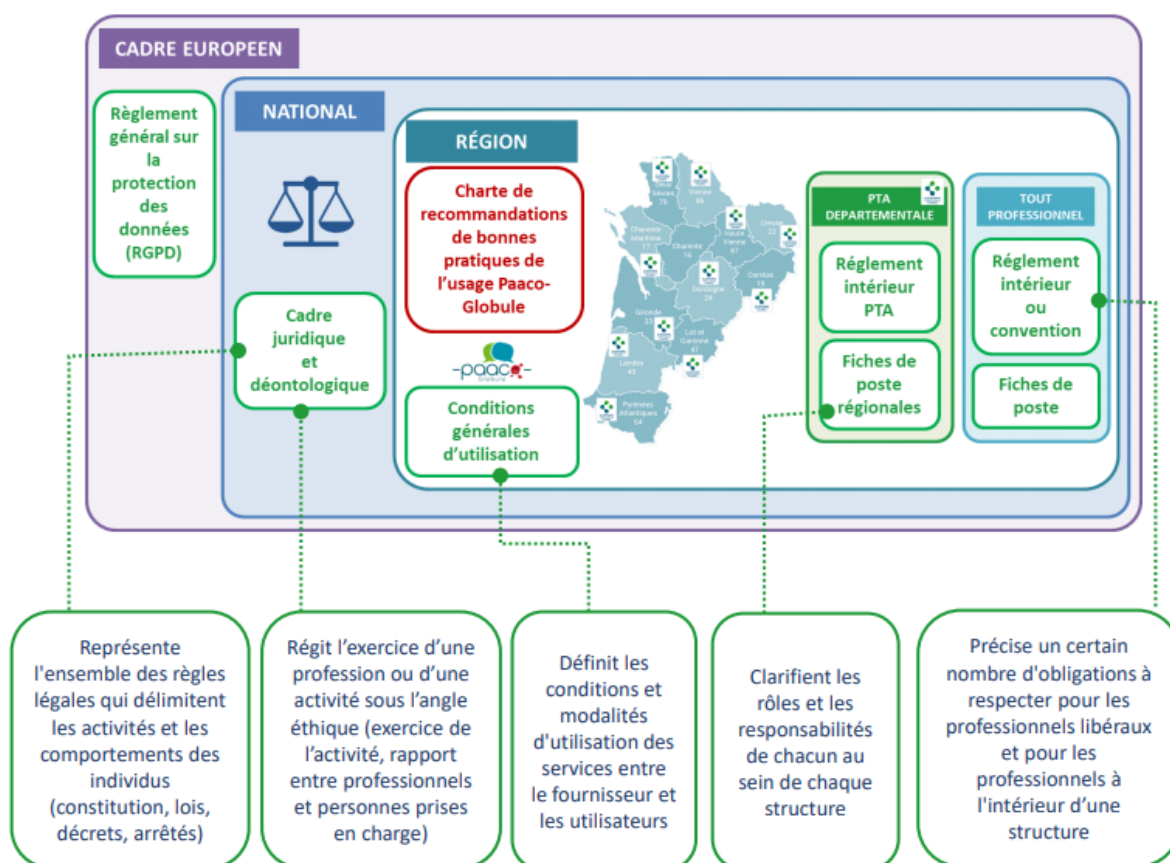 CADRE EUROPEEN
Règlement
général sur
la
protection
des
données
(RGPD)
NATIONAL
Cadre
juridique
et
déontologique
RÉGION
Charte de
recommandations
de bonnes
pratiques de
l'usage Paaco-
Globule
paaco
Globule
Conditions
générales
d'utilisation
Deux
Sèvres
79
Vienne
86
Charente
Maritime
17
Charente
16
Haute
Vienne
87
Creuse
23
Corrèze
19
Dordogne
24
Gironde
33
Lot et
Garonne
47
Landes
40
Pyrénées
Atlantiques
64
PTA
DEPARTEMENTALE
Réglement
intérieur
PTA
Fiches de
poste
régionales
TOUT
PROFESSIONNEL
Réglement
intérieur
ou
convention
Fiches de
poste
Représente
l'ensemble des règles
légales qui délimitent
les activités et les
comportements des
individus
(constitution, lois,
décrets, arrêtés)
Régit l'exercice d'une
profession ou d'une
activité sous l'angle
éthique (exercice de
l'activité, rapport
entre professionnels
et personnes prises
en charge)
Définit les
conditions et
modalités
d'utilisation des
services entre
le fournisseur et
les utilisateurs
Clarifient les
rôles et les
responsabilités
de chacun au
sein de chaque
structure
Précise un certain
nombre d'obligations à
respecter pour les
professionnels libéraux
et pour les
professionnels à
l'intérieur d'une
structure